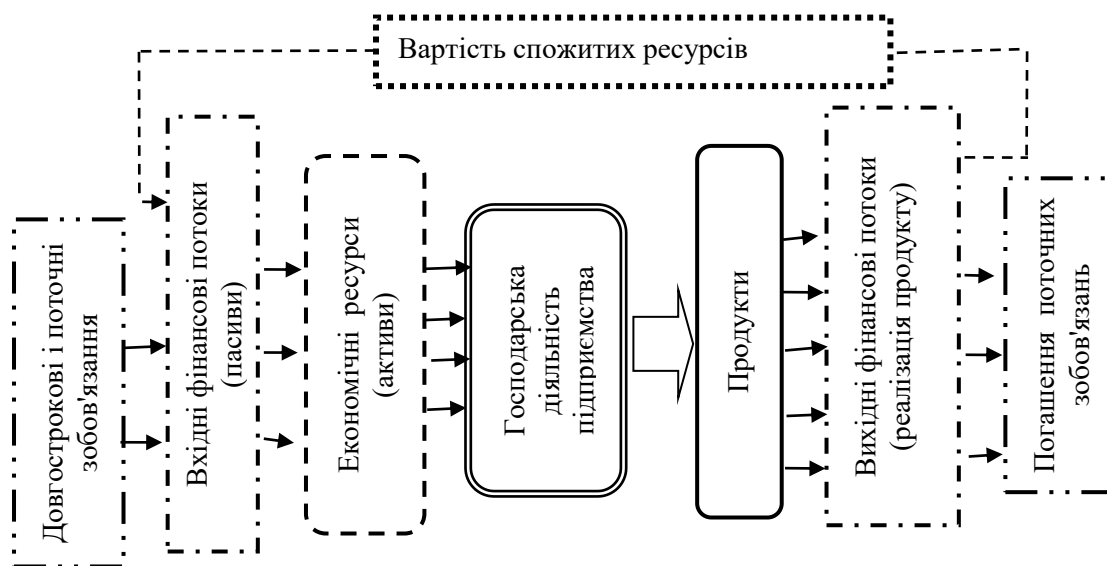 Вартість спожитих ресурсів
Довгострокові і поточні
зобов'язання
Вхідні фінансові потоки
(пасиви)
Економічні ресурси
(активи)
Господарська
діяльність
підприємства
Продукти
Вихідні фінансові потоки
(реалізація продукту)
Погашення поточних
зобов'язань